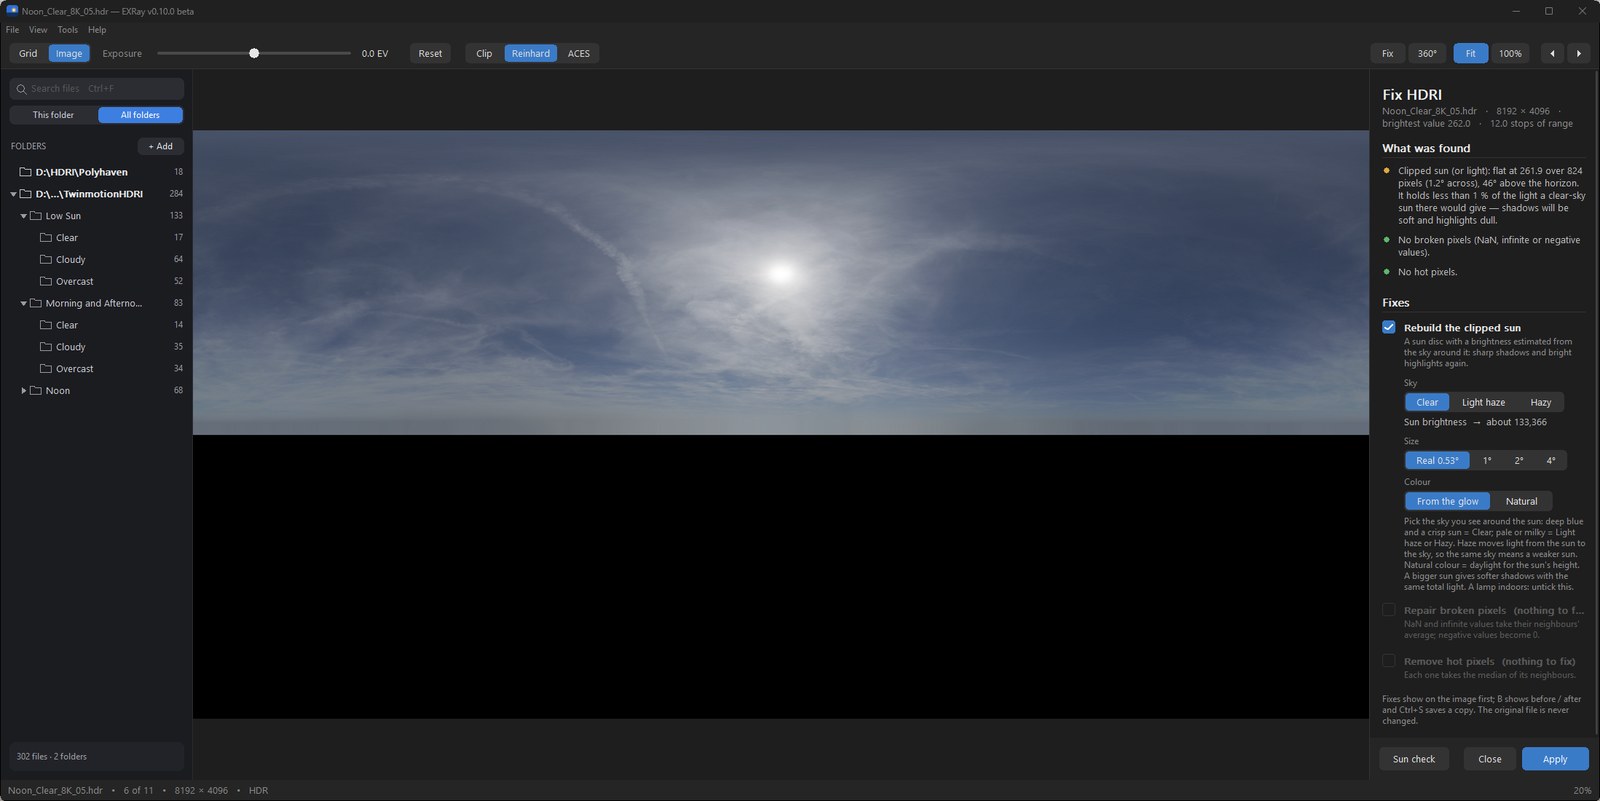 Noon_Clear_8K_05.hdr — EXRay v0.10.0 beta
File View Tools Help
Grid Image Exposure 0.0 EV Reset Clip Reinhard ACES Fix 360° Fit 100%
Search files Ctrl+F
This folder All folders
FOLDERS + Add
D:\HDRI\Polyhaven 18
D:\...\TwinmotionHDRI 284
Low Sun 133
Clear 17
Cloudy 64
Overcast 52
Morning and Afterno... 83
Clear 14
Cloudy 35
Overcast 34
Noon 68
302 files · 2 folders
Fix HDRI
Noon_Clear_8K_05.hdr · 8192 × 4096 ·
brightest value 262.0 · 12.0 stops of range
What was found
Clipped sun (or light): flat at 261.9 over 824
pixels (1.2° across), 46° above the horizon.
It holds less than 1 % of the light a clear-sky
sun there would give — shadows will be
soft and highlights dull.
No broken pixels (NaN, infinite or negative
values).
No hot pixels.
Fixes
Rebuild the clipped sun
A sun disc with a brightness estimated from
the sky around it: sharp shadows and bright
highlights again.
Sky
Clear Light haze Hazy
Sun brightness → about 133,366
Size
Real 0.53° 1° 2° 4°
Colour
From the glow Natural
Pick the sky you see around the sun: deep blue
and a crisp sun = Clear; pale or milky = Light
haze or Hazy. Haze moves light from the sun to
the sky, so the same sky means a weaker sun.
Natural colour = daylight for the sun's height.
A bigger sun gives softer shadows with the
same total light. A lamp indoors: untick this.
Repair broken pixels (nothing to f...
NaN and infinite values take their neighbours'
average; negative values become 0.
Remove hot pixels (nothing to fix)
Each one takes the median of its neighbours.
Fixes show on the image first; B shows before / after
and Ctrl+S saves a copy. The original file is never
changed.
Sun check Close Apply
Noon_Clear_8K_05.hdr • 6 of 11 • 8192 × 4096 • HDR 20%